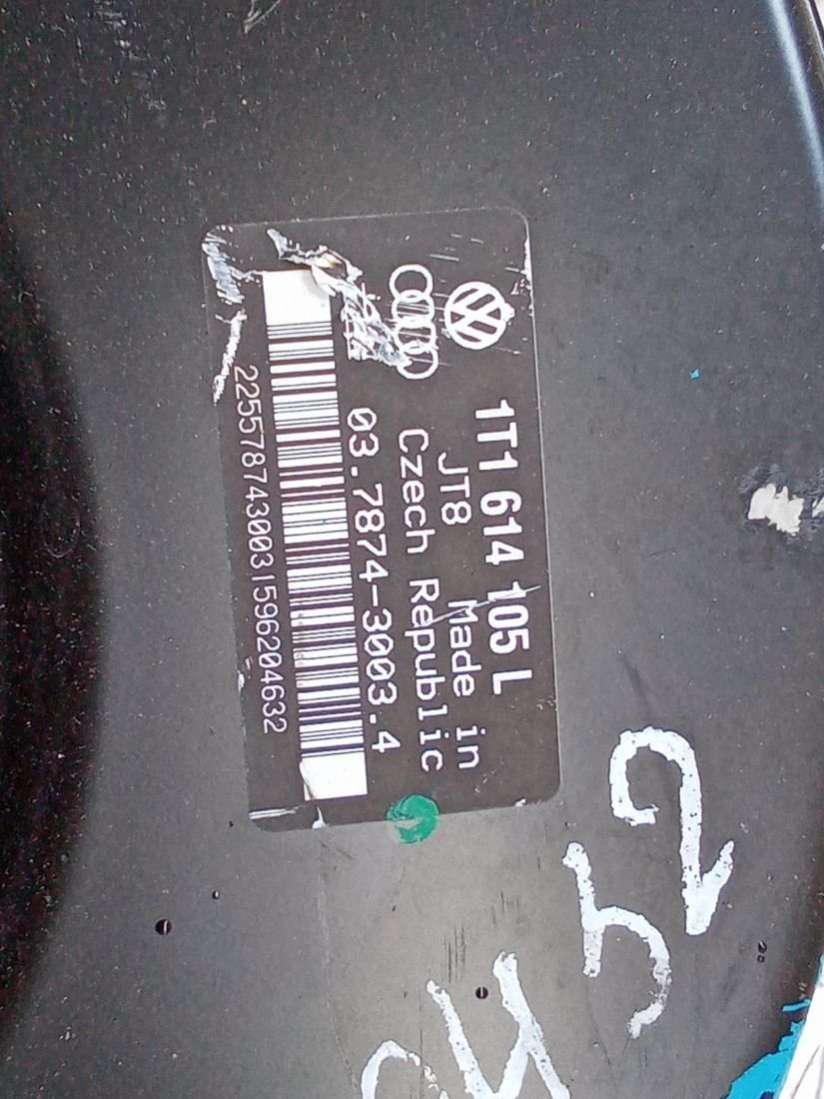 1T1 614 105 L
JT8 Made in
Czech Republic
03.7874-3003.4
2255787430031596204632